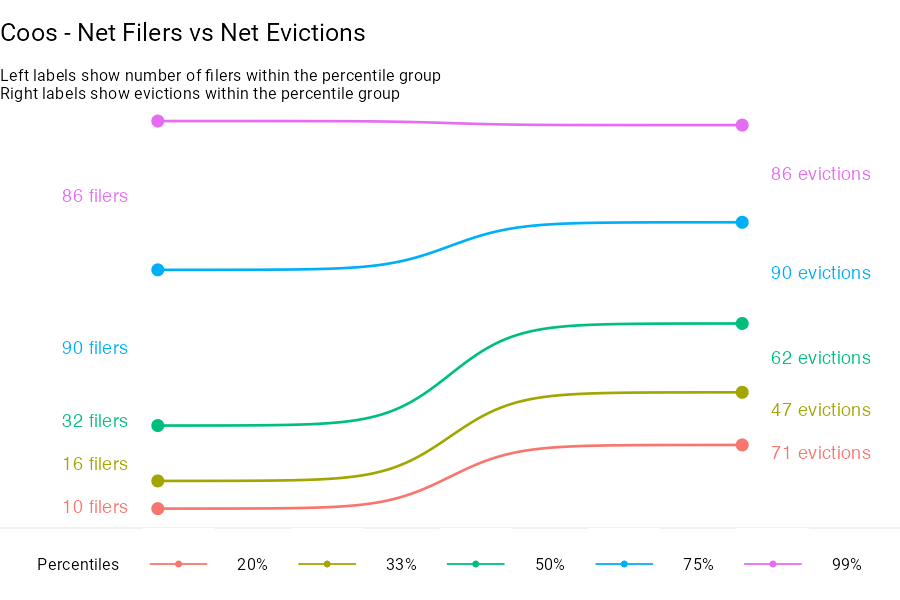 Coos - Net Filers vs Net Evictions
Left labels show number of filers within the percentile group
Right labels show evictions within the percentile group
86 filers
86 evictions
90 filers
90 evictions
32 filers
62 evictions
16 filers
47 evictions
10 filers
71 evictions
Percentiles 20% 33% 50% 75% 99%